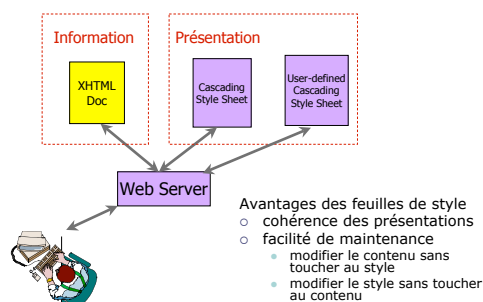 Information
Présentation
XHTML
Doc
Cascading
Style Sheet
User-defined
Cascading
Style Sheet
Web Server
Avantages des feuilles de style
○ cohérence des présentations
○ facilité de maintenance
• modifier le contenu sans
toucher au style
• modifier le style sans toucher
au contenu